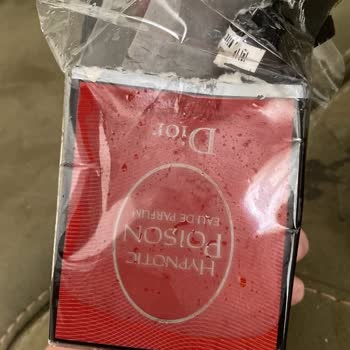 HYPNOTIC
POISON
EAU DE PARFUM
Dior